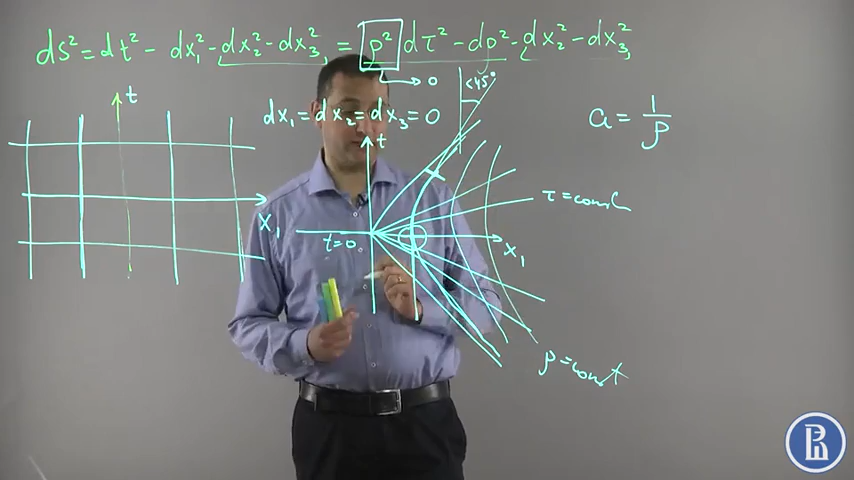 ds² = dt² - dx₁² - dx₂² - dx₃² = ρ² dτ² - dρ² - dx₂² - dx₃²
0
<45°
t
dx₁ = dx₂ = dx₃ = 0
a = 1/ρ
t
τ = const
x₁
t=0
x₁
ρ = const